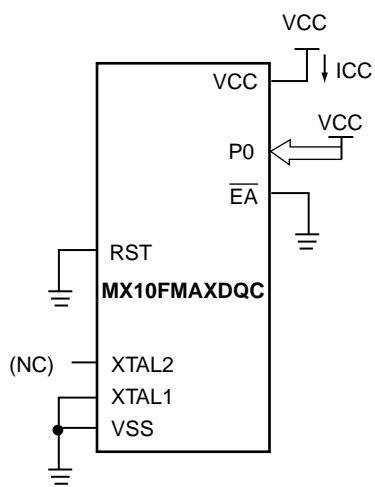 VCC
VCC
ICC
VCC
P0
EA
RST
MX10FMAXDQC
(NC)
XTAL2
XTAL1
VSS